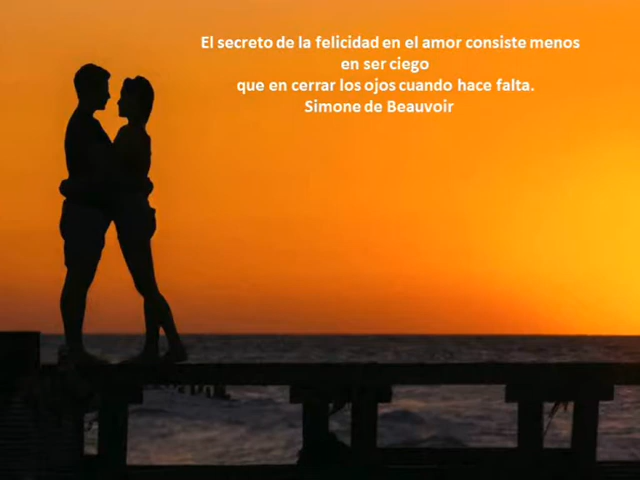 El secreto de la felicidad en el amor consiste menos
en ser ciego
que en cerrar los ojos cuando hace falta.
Simone de Beauvoir